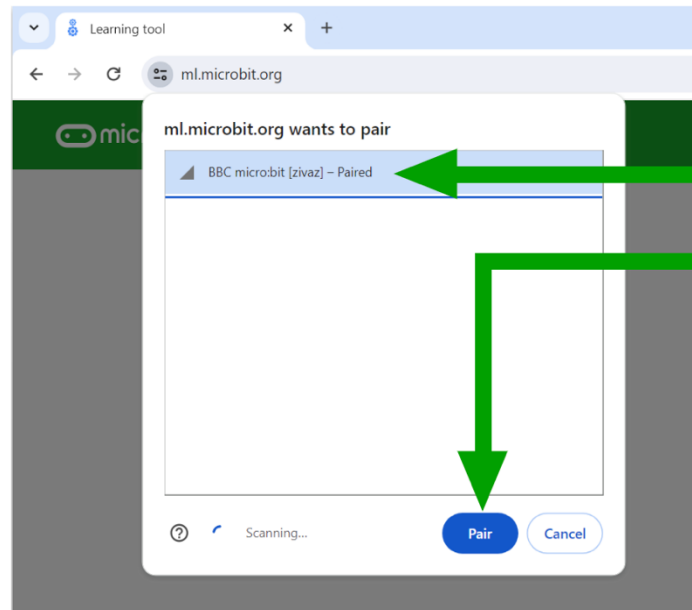 Learning tool
ml.microbit.org
mic
ml.microbit.org wants to pair
BBC micro:bit [zivaz] – Paired
Scanning...
Pair
Cancel